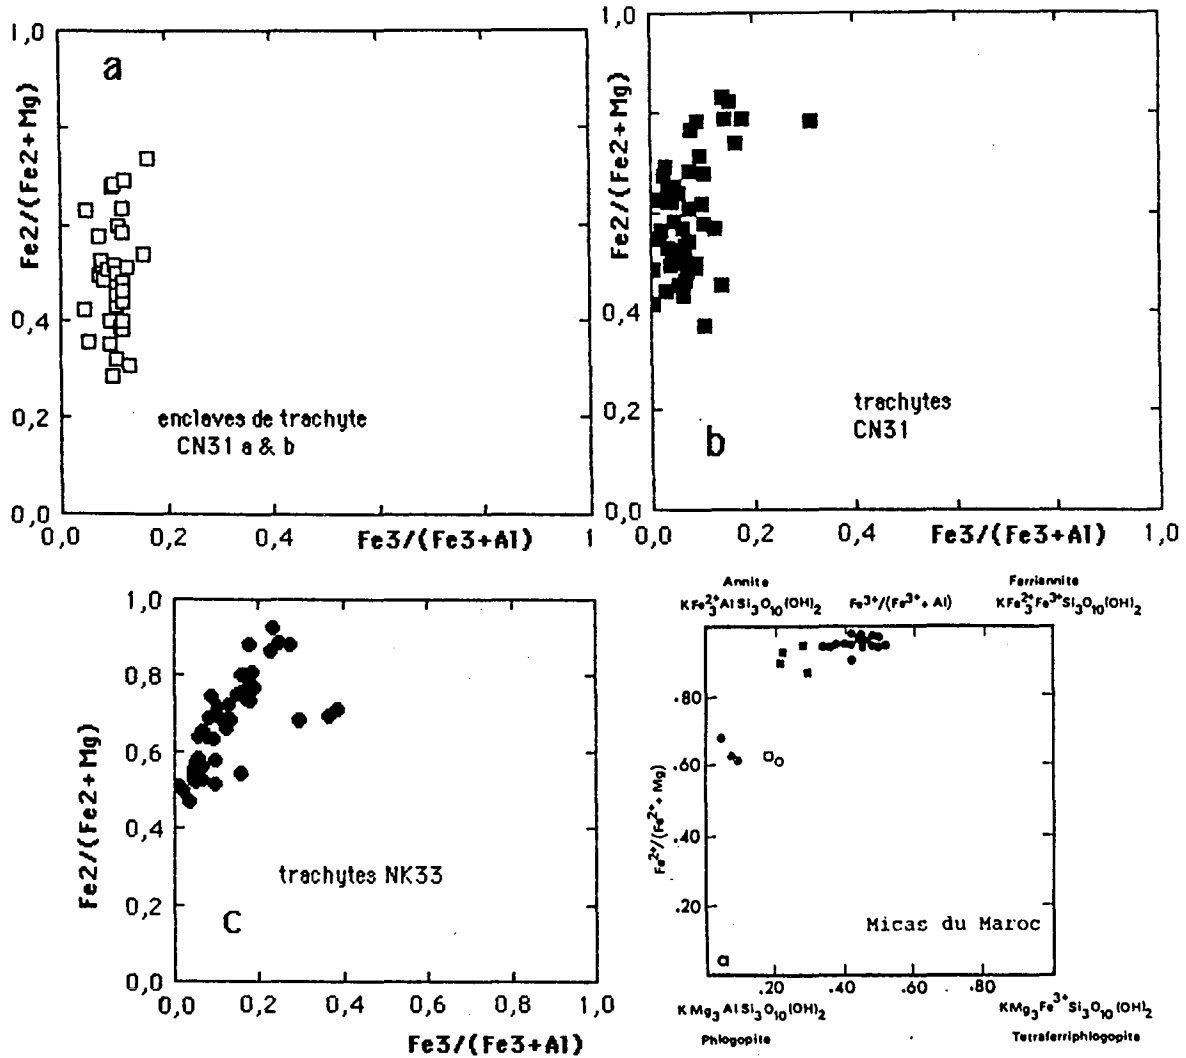 1,0
a
Fe2/(Fe2+Mg)
0,4
0,2
0,0
enclaves de trachyte
CN31 a & b
0,0 0,2 0,4 Fe3/(Fe3+Al) 1
1,0
Fe2/(Fe2+Mg)
0,4
0,2
0,0
trachytes
CN31
b
0,0 0,2 0,4 Fe3/(Fe3+Al) 1,0
1,0
0,8
0,6
0,4
0,2
0,0
Fe2/(Fe2+Mg)
trachytes NK33
c
0,0 0,2 0,4 0,6 0,8 1,0
Fe3/(Fe3+Al)
Annite Ferriannite
KFe²⁺₃AlSi₃O₁₀(OH)₂ Fe³⁺/(Fe³⁺+Al) KFe²⁺₃Fe³⁺Si₃O₁₀(OH)₂
.80
.60
.40
.20
Fe²⁺/(Fe²⁺+Mg)
Micas du Maroc
a
.20 .40 .60 .80
KMg₃AlSi₃O₁₀(OH)₂ KMg₃Fe³⁺Si₃O₁₀(OH)₂
Phlogopite Tetraferriphlogopite